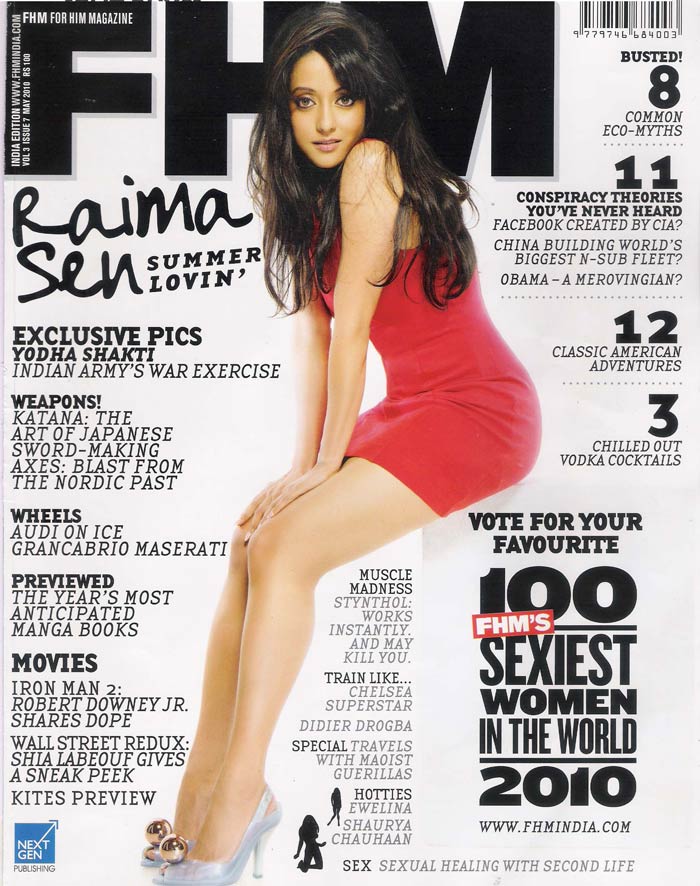 INDIA EDITION WWW.FHMINDIA.COM
VOL 3 ISSUE 7 MAY 2010 RS 100
FHM FOR HIM MAGAZINE
FHM
9 779746 684003
Raima
Sen SUMMER
LOVIN'
EXCLUSIVE PICS
YODHA SHAKTI
INDIAN ARMY'S WAR EXERCISE
WEAPONS!
KATANA: THE
ART OF JAPANESE
SWORD-MAKING
AXES: BLAST FROM
THE NORDIC PAST
WHEELS
AUDI ON ICE
GRANCABRIO MASERATI
PREVIEWED
THE YEAR'S MOST
ANTICIPATED
MANGA BOOKS
MOVIES
IRON MAN 2:
ROBERT DOWNEY JR.
SHARES DOPE
WALL STREET REDUX:
SHIA LABEOUF GIVES
A SNEAK PEEK
KITES PREVIEW
NEXT
GEN
PUBLISHING
BUSTED!
8
COMMON
ECO-MYTHS
11
CONSPIRACY THEORIES
YOU'VE NEVER HEARD
FACEBOOK CREATED BY CIA?
CHINA BUILDING WORLD'S
BIGGEST N-SUB FLEET?
OBAMA – A MEROVINGIAN?
12
CLASSIC AMERICAN
ADVENTURES
3
CHILLED OUT
VODKA COCKTAILS
MUSCLE
MADNESS
STYNTHOL:
WORKS
INSTANTLY.
AND MAY
KILL YOU.
TRAIN LIKE...
CHELSEA
SUPERSTAR
DIDIER DROGBA
SPECIAL TRAVELS
WITH MAOIST
GUERILLAS
HOTTIES
EWELINA
SHAURYA
CHAUHAAN
SEX SEXUAL HEALING WITH SECOND LIFE
VOTE FOR YOUR
FAVOURITE
100
FHM'S
SEXIEST
WOMEN
IN THE WORLD
2010
WWW.FHMINDIA.COM